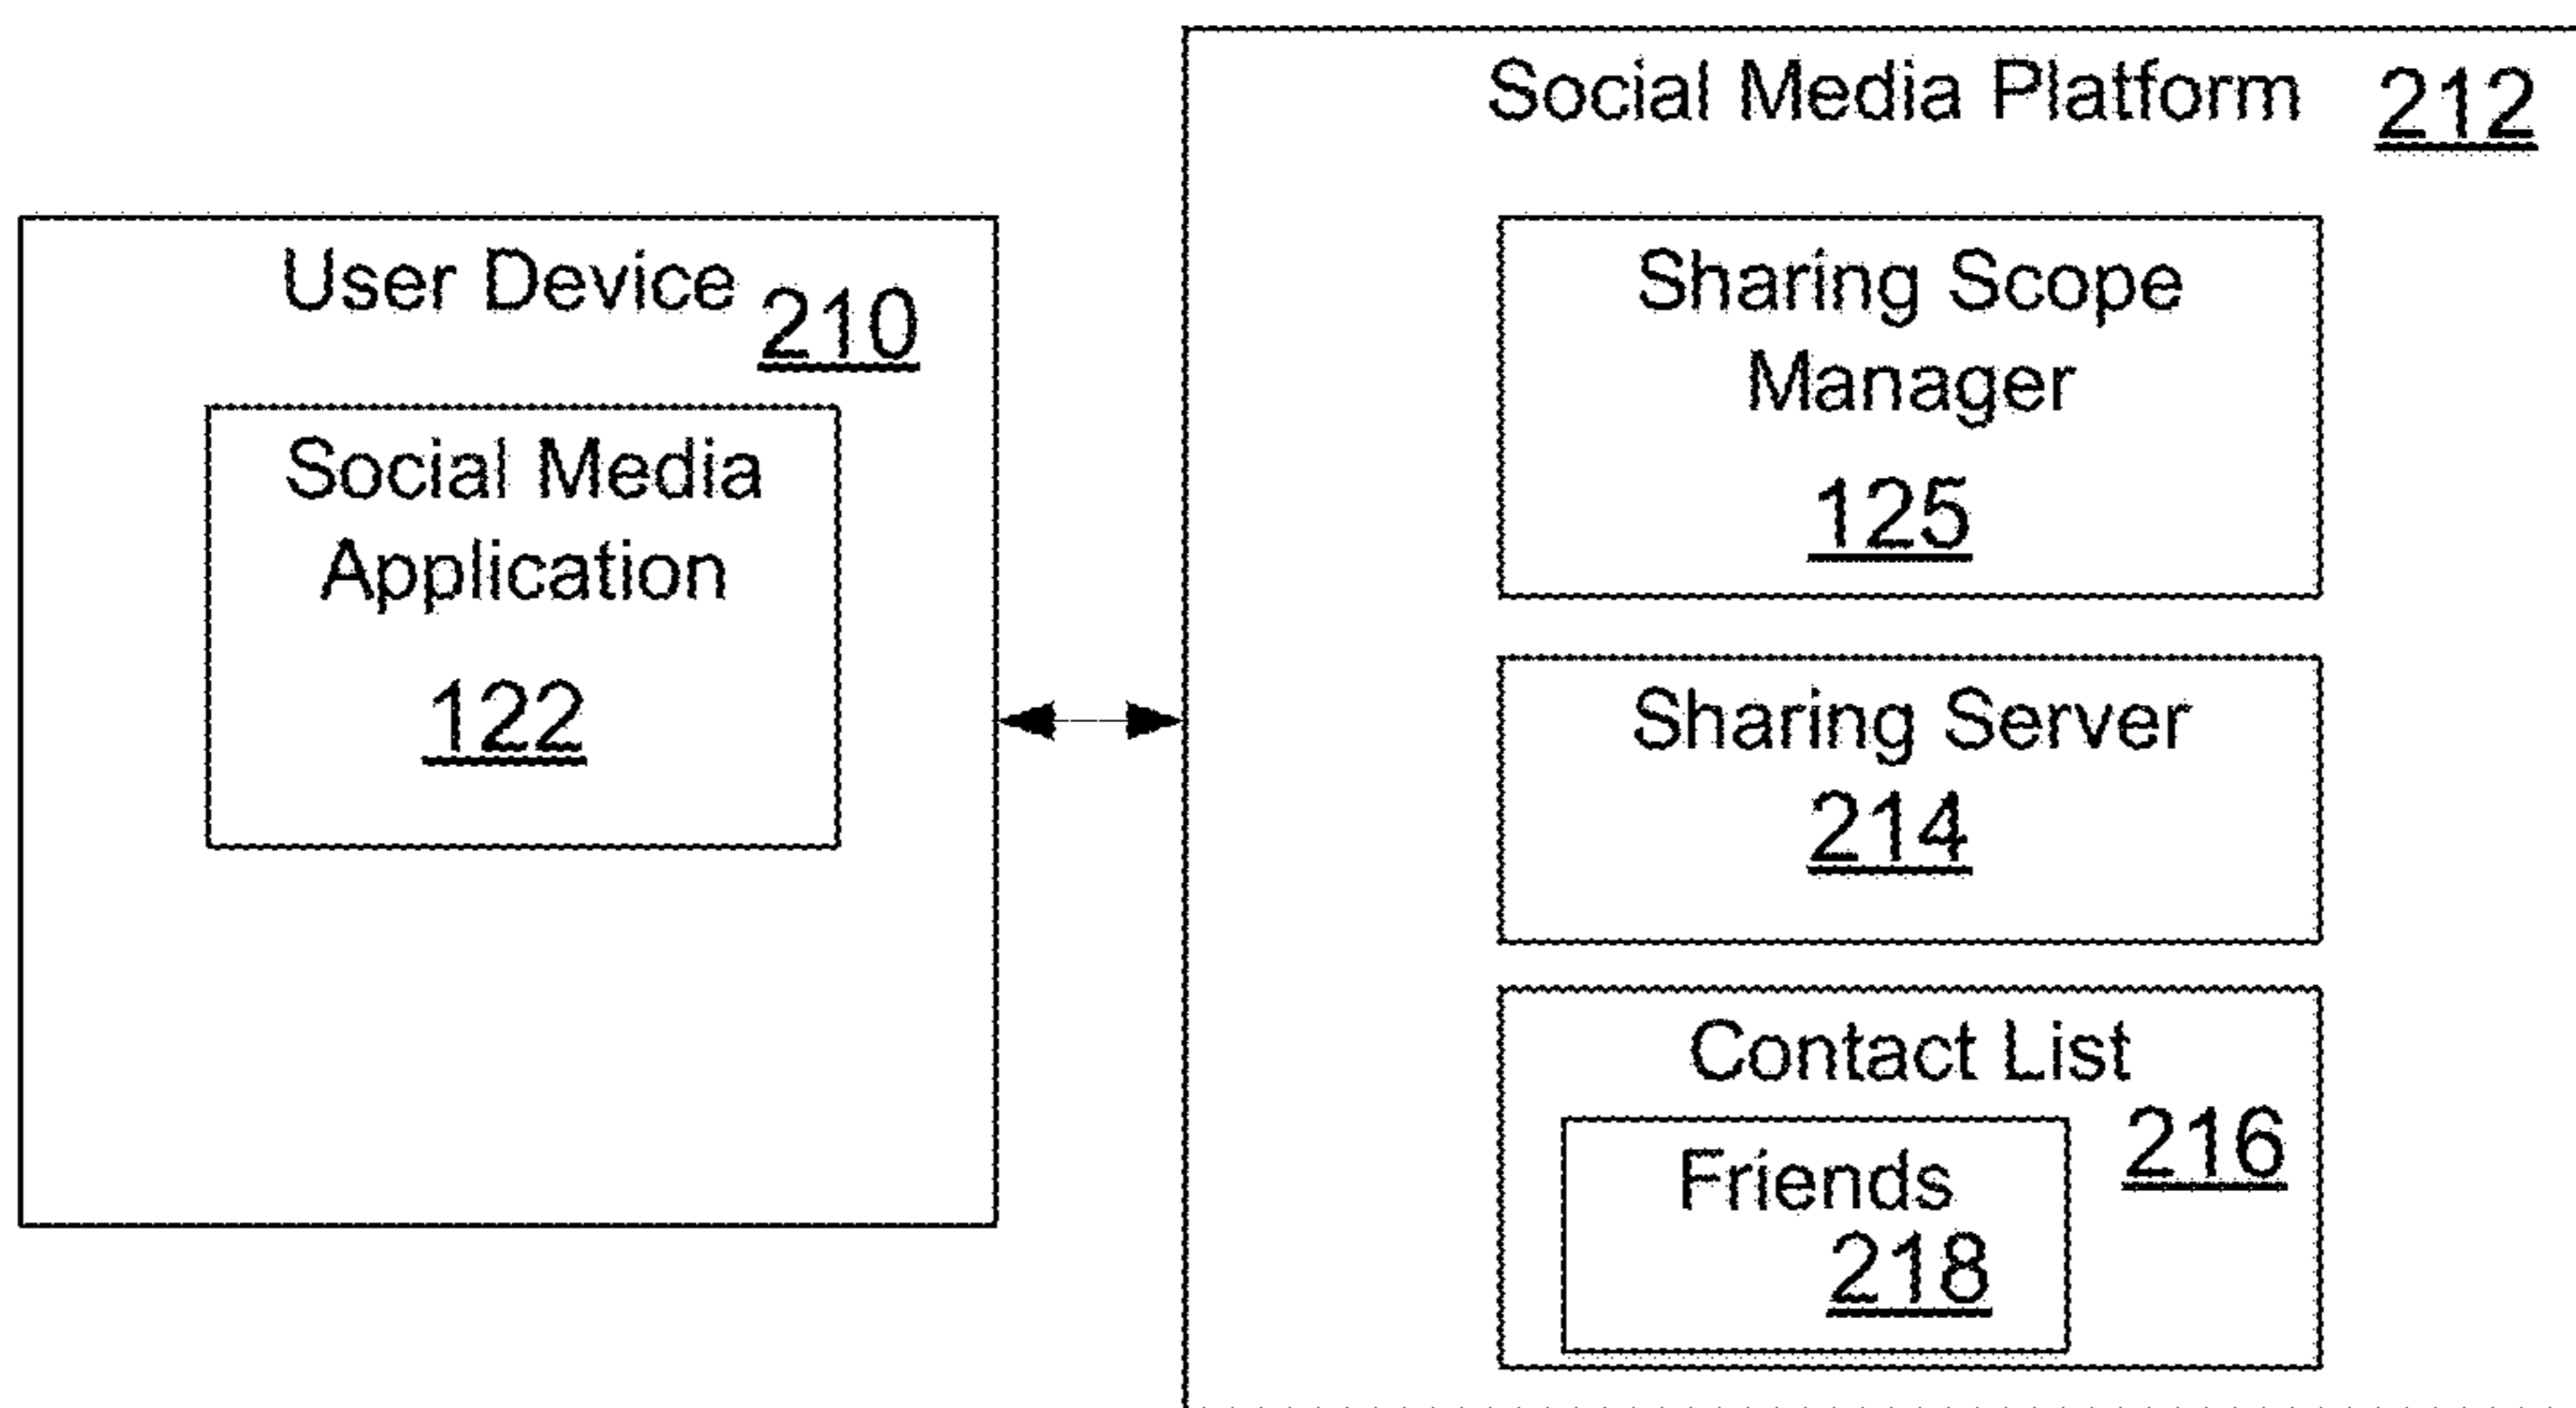 Social Media Platform 212
User Device 210
Social Media
Application
122
Sharing Scope
Manager
125
Sharing Server
214
Contact List
216
Friends
218